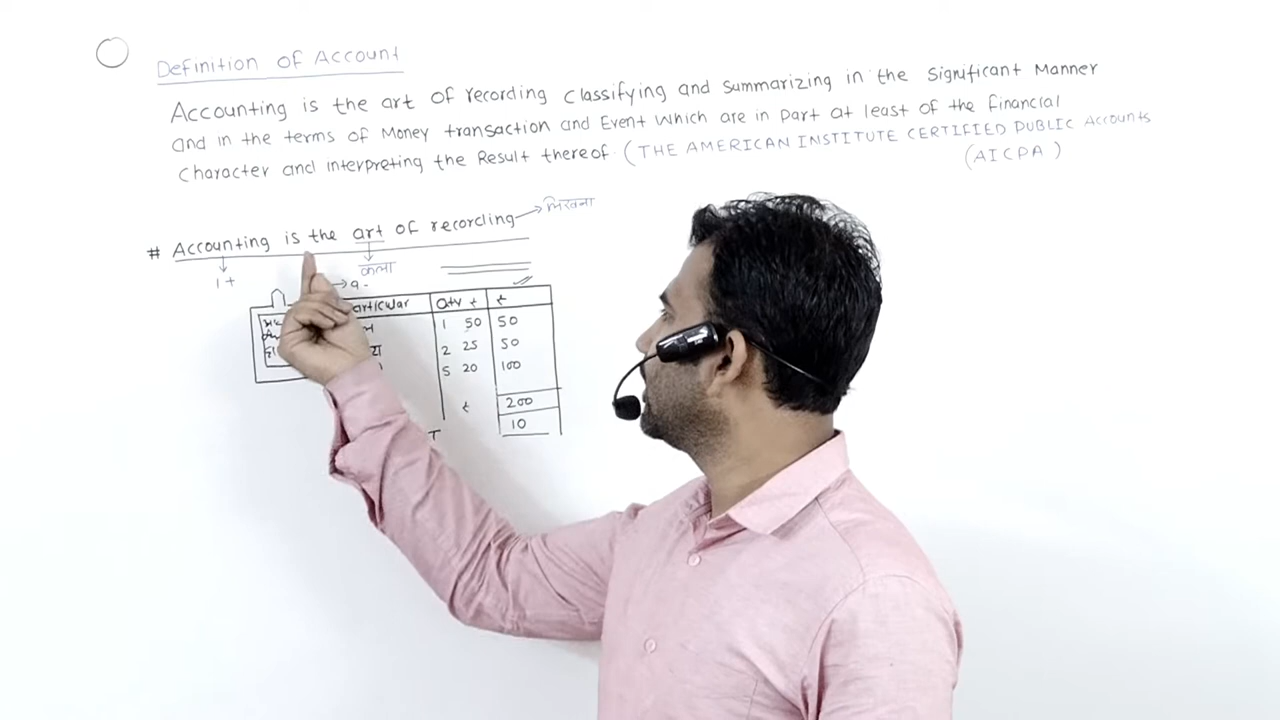 Definition of Account
Accounting is the art of recording classifying and summarizing in the significant manner
and in the terms of money transaction and Event which are in part at least of the financial
character and interpreting the Result thereof (THE AMERICAN INSTITUTE CERTIFIED PUBLIC Accounts
(AICPA)
# Accounting is the art of recording → लिखना
1+ कला
→ 9-
articular Qty ₹ ₹
1 50 50
2 25 50
5 20 100
₹ 200
10
T